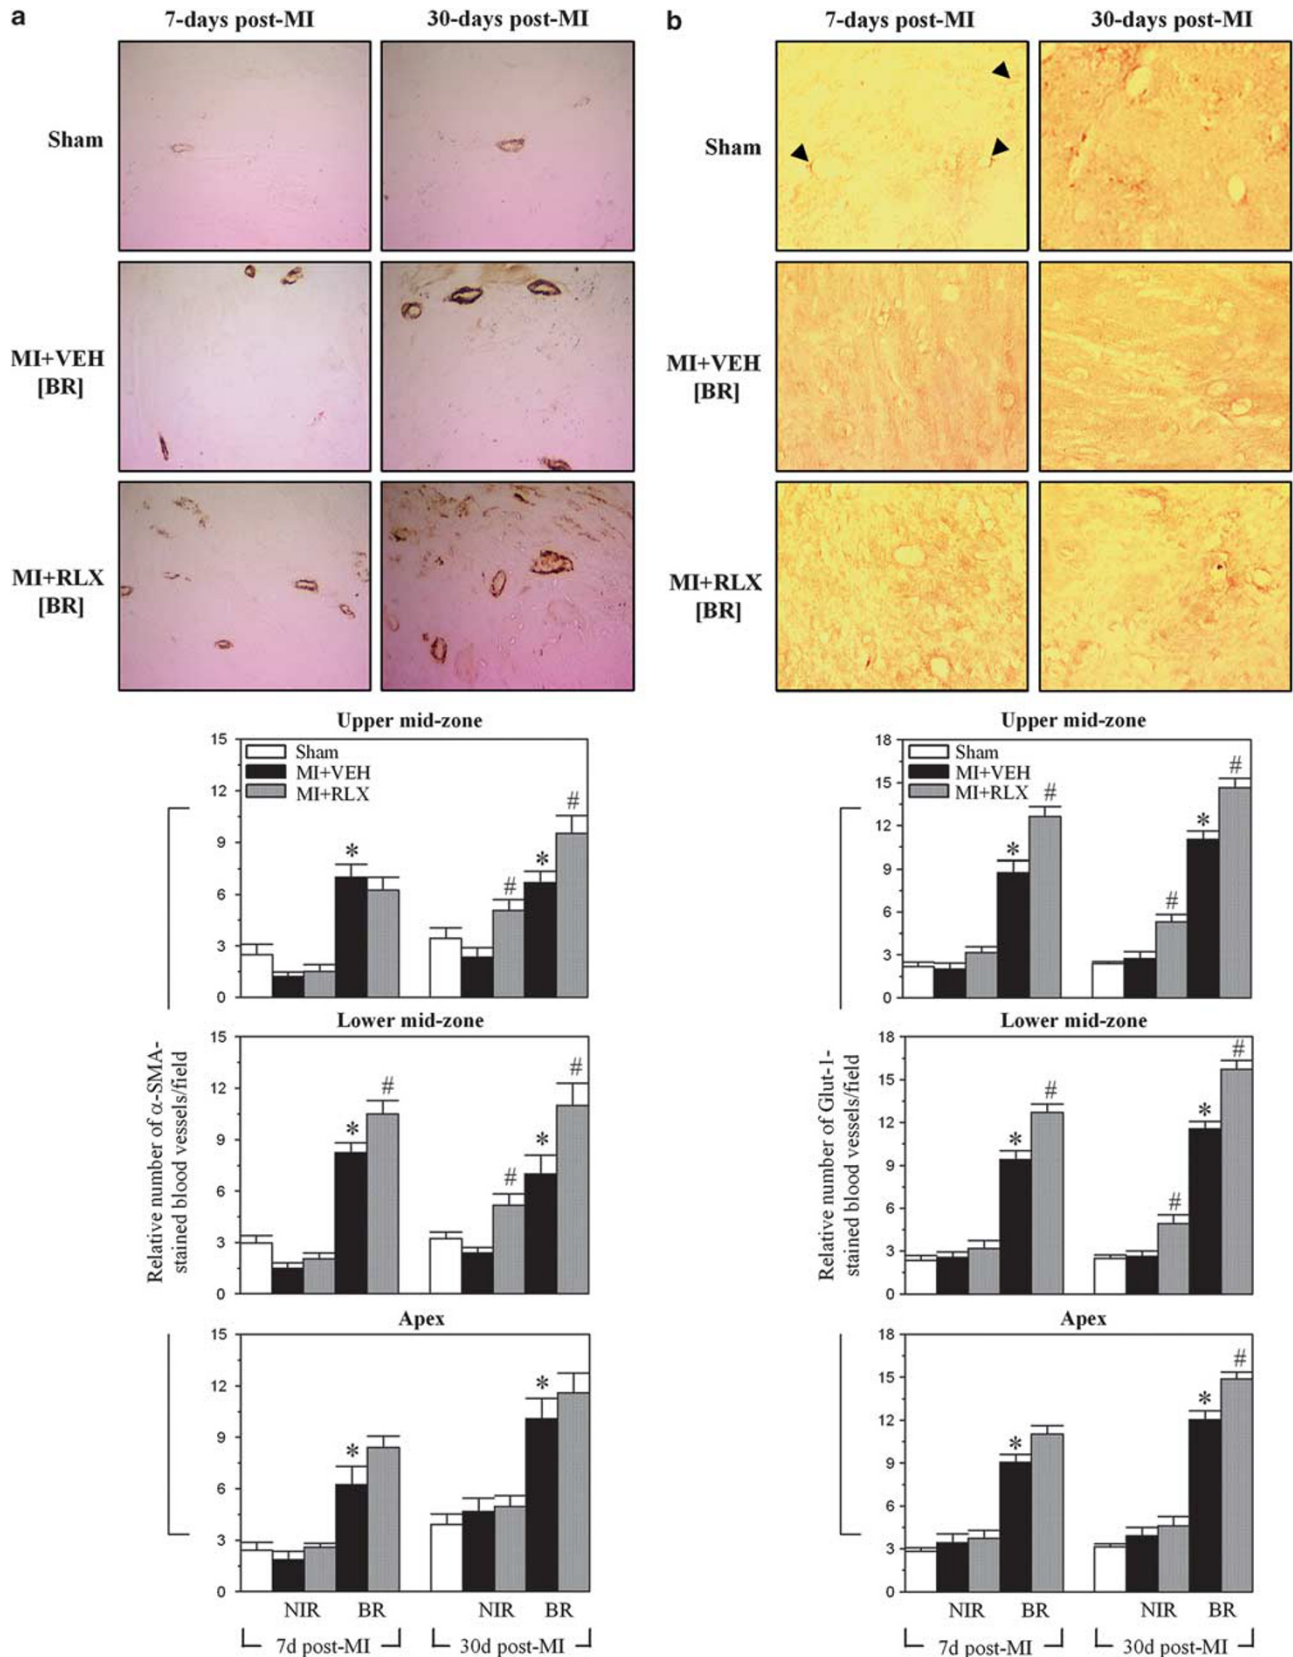 a
7-days post-MI
30-days post-MI
Sham
MI+VEH
[BR]
MI+RLX
[BR]
Upper mid-zone
15
12
9
6
3
0
Sham
MI+VEH
MI+RLX
*
#
*
#
Lower mid-zone
15
12
9
6
3
0
*
#
#
*
#
Apex
15
12
9
6
3
0
*
*
Relative number of α-SMA-
stained blood vessels/field
NIR
BR
NIR
BR
7d post-MI
30d post-MI
b
7-days post-MI
30-days post-MI
Sham
MI+VEH
[BR]
MI+RLX
[BR]
Upper mid-zone
18
15
12
9
6
3
0
Sham
MI+VEH
MI+RLX
*
#
#
*
#
Lower mid-zone
18
15
12
9
6
3
0
*
#
#
*
#
Apex
18
15
12
9
6
3
0
*
*
#
Relative number of Glut-1-
stained blood vessels/field
NIR
BR
NIR
BR
7d post-MI
30d post-MI